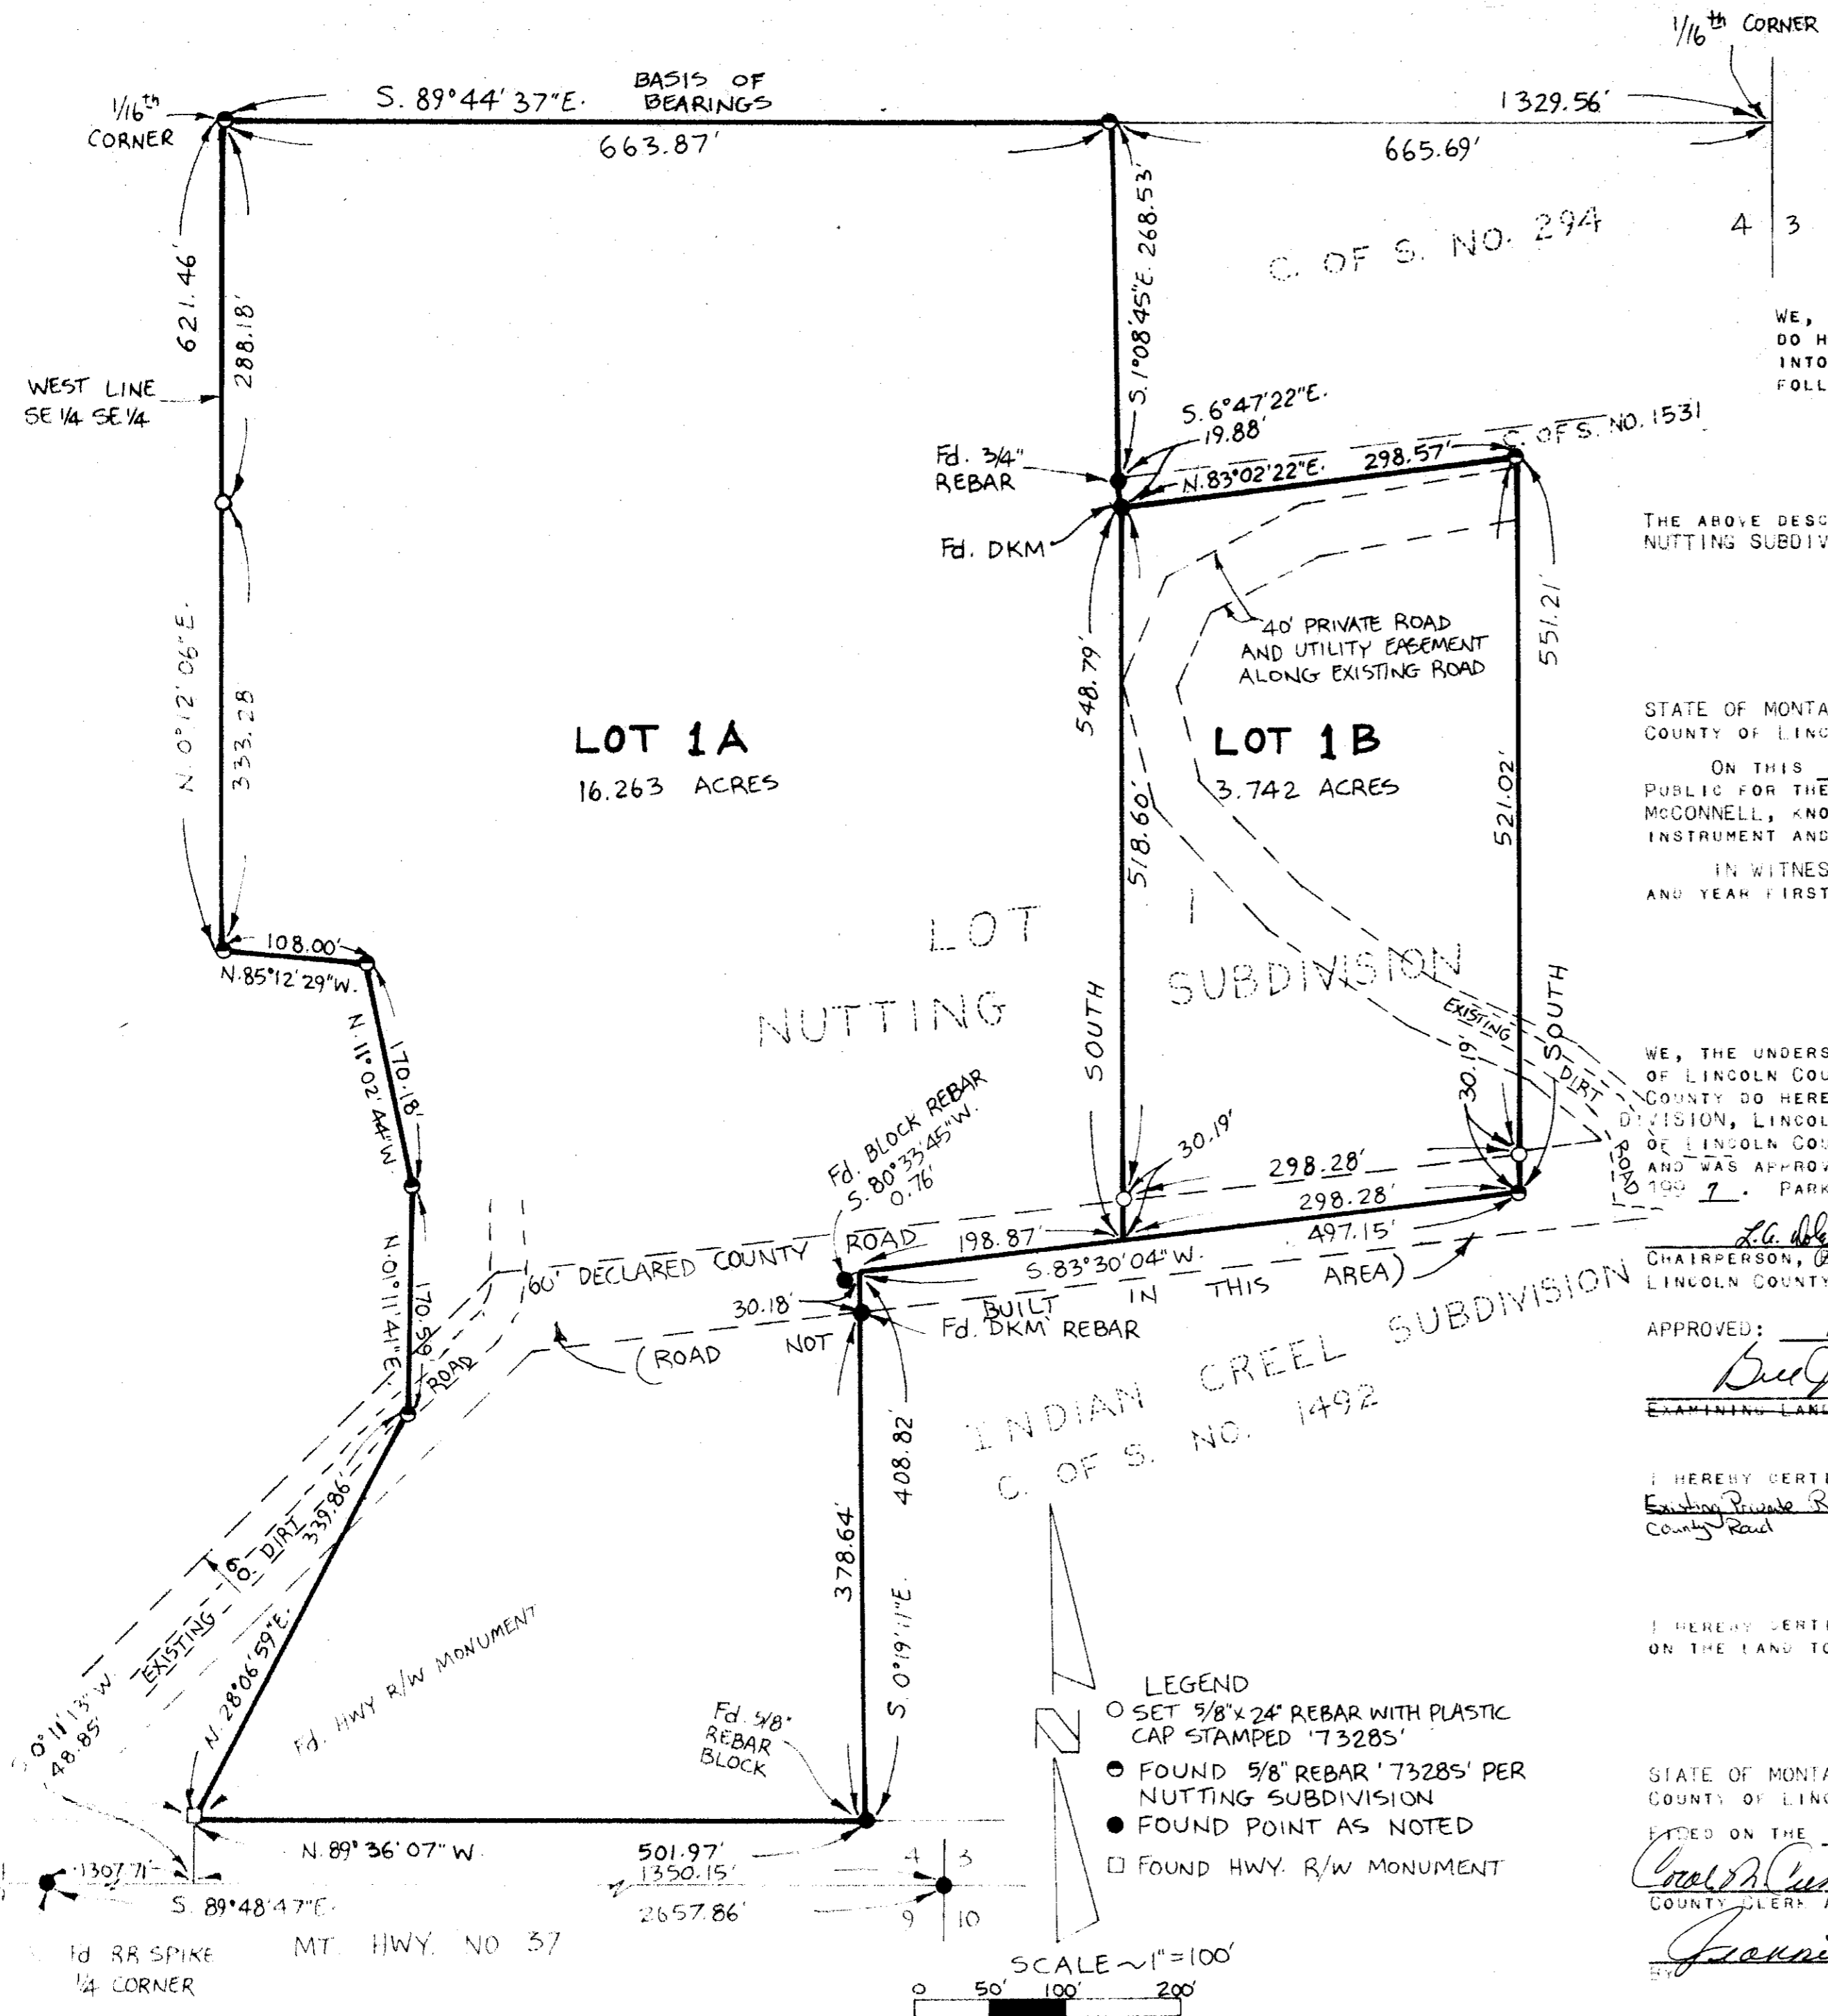 1/16th CORNER
1/16th
CORNER
S. 89°44'37"E.
BASIS OF
BEARINGS
663.87'
1329.56'
665.69'
4 3
621.46'
288.18'
S. 1°08'45"E. 268.53'
C. OF S. NO. 294
WE,
DO H
INTO
FOLL
WEST LINE
SE 1/4 SE 1/4
S. 6°47'22"E.
19.88'
C. OF S. NO. 1531
Fd. 3/4"
REBAR
N. 83°02'22"E. 298.57'
Fd. DKM
THE ABOVE DESC
NUTTING SUBDIV
40' PRIVATE ROAD
AND UTILITY EASEMENT
ALONG EXISTING ROAD
551.21'
548.79'
N. 0°12'06"E.
333.28
LOT 1A
16.263 ACRES
LOT 1B
3.742 ACRES
518.60'
521.02'
STATE OF MONTA
COUNTY OF LINC
ON THIS
PUBLIC FOR THE
MCCONNELL, KNO
INSTRUMENT AND
IN WITNES
AND YEAR FIRST
LOT 1
NUTTING SUBDIVISION
108.00'
N. 85°12'29"W.
N. 11°02'44"W.
170.18'
SOUTH
SOUTH
EXISTING
DIRT
ROAD
30.19'
WE, THE UNDERS
OF LINCOLN COU
COUNTY DO HERE
DIVISION, LINCOL
OF LINCOLN COU
AND WAS APPROV
199 7. PARK
Fd. BLOCK REBAR
S. 80°33'45"W.
0.76'
30.19'
298.28'
298.28'
497.15'
198.87'
S. 83°30'04"W.
60' DECLARED COUNTY ROAD
N. 01°11'41"E.
170.59'
ROAD
30.18'
(ROAD NOT BUILT IN THIS AREA)
Fd. DKM REBAR
CHAIRPERSON,
LINCOLN COUNTY
APPROVED:
EXAMINING LAND
INDIAN CREEL SUBDIVISION
C. OF S. NO. 1492
408.82'
378.64'
S. 0°19'11"E.
I HEREBY CERTI
Existing Private R
County Road
EXISTING
DIRT
60'
339.86'
N. 28°06'59"E.
Fd. HWY R/W MONUMENT
I HEREBY CERTI
ON THE LAND TO
0°11'13"W.
48.85'
Fd. 5/8"
REBAR
BLOCK
N
LEGEND
SET 5/8"x 24" REBAR WITH PLASTIC
CAP STAMPED '7328S'
FOUND 5/8" REBAR '7328S' PER
NUTTING SUBDIVISION
FOUND POINT AS NOTED
FOUND HWY. R/W MONUMENT
STATE OF MONTA
COUNTY OF LINC
FILED ON THE
COUNTY CLERK A
BY
N. 89°36'07"W.
501.97'
1307.71'
1350.15'
4 3
S. 89°48'47"E.
2657.86'
9 10
Fd RR SPIKE
1/4 CORNER
MT. HWY. NO 37
SCALE ~ 1"=100'
0 50' 100' 200'